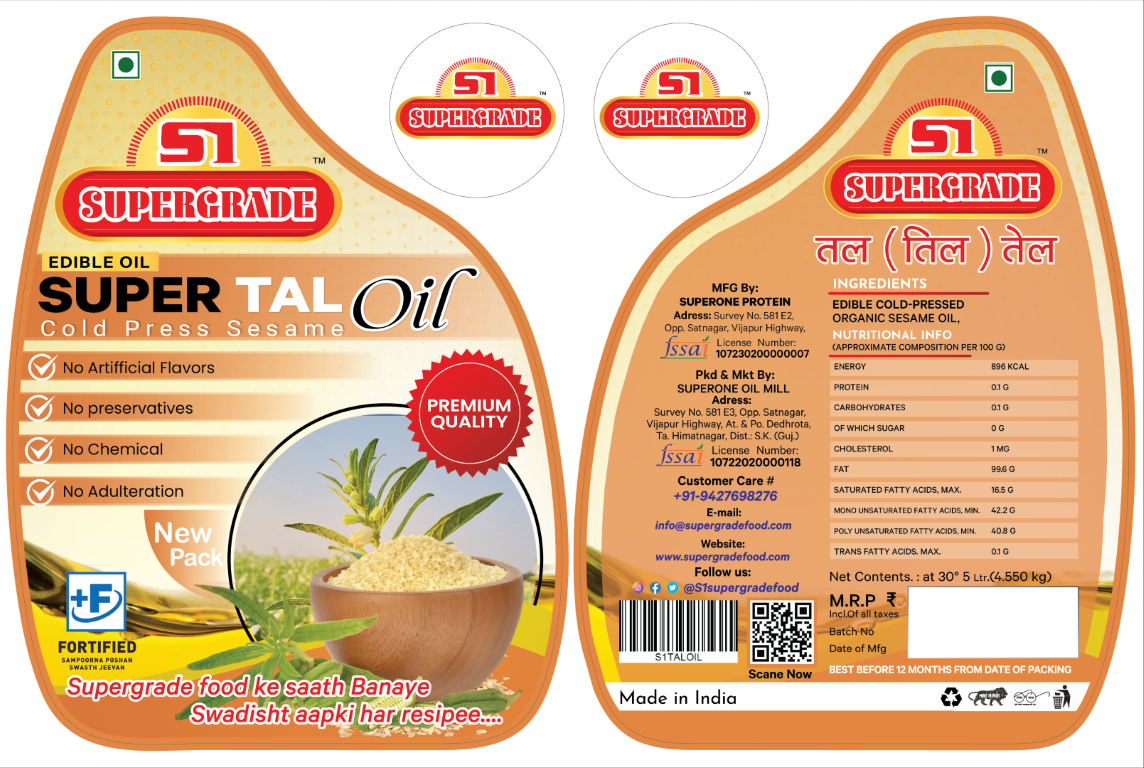 S1
SUPERGRADE
TM
EDIBLE OIL
SUPER TAL Oil
Cold Press Sesame
No Artifficial Flavors
No preservatives
No Chemical
No Adulteration
PREMIUM
QUALITY
New
Pack
+F
FORTIFIED
SAMPOORNA POSHAN
SWASTH JEEVAN
Supergrade food ke saath Banaye
Swadisht aapki har resipee....
S1
SUPERGRADE
TM
S1
SUPERGRADE
TM
S1
SUPERGRADE
TM
तल ( तिल ) तेल
MFG By:
SUPERONE PROTEIN
Adress: Survey No. 581 E2,
Opp. Satnagar, Vijapur Highway,
fssai License Number:
107230200000007
Pkd & Mkt By:
SUPERONE OIL MILL
Adress:
Survey No. 581 E3, Opp. Satnagar,
Vijapur Highway, At. & Po. Dedhrota,
Ta. Himatnagar, Dist.: S.K. (Guj.)
fssai License Number:
10722020000118
Customer Care #
+91-9427698276
E-mail:
info@supergradefood.com
Website:
www.supergradefood.com
Follow us:
@S1supergradefood
S1TALOIL
Scane Now
INGREDIENTS
EDIBLE COLD-PRESSED
ORGANIC SESAME OIL,
NUTRITIONAL INFO
(APPROXIMATE COMPOSITION PER 100 G)
ENERGY 896 KCAL
PROTEIN 0.1 G
CARBOHYDRATES 0.1 G
OF WHICH SUGAR 0 G
CHOLESTEROL 1 MG
FAT 99.6 G
SATURATED FATTY ACIDS, MAX. 16.5 G
MONO UNSATURATED FATTY ACIDS, MIN. 42.2 G
POLY UNSATURATED FATTY ACIDS, MIN. 40.8 G
TRANS FATTY ACIDS. MAX. 0.1 G
Net Contents. : at 30° 5 Ltr.(4.550 kg)
M.R.P ₹
Incl.Of all taxes
Batch No
Date of Mfg
BEST BEFORE 12 MONTHS FROM DATE OF PACKING
Made in India